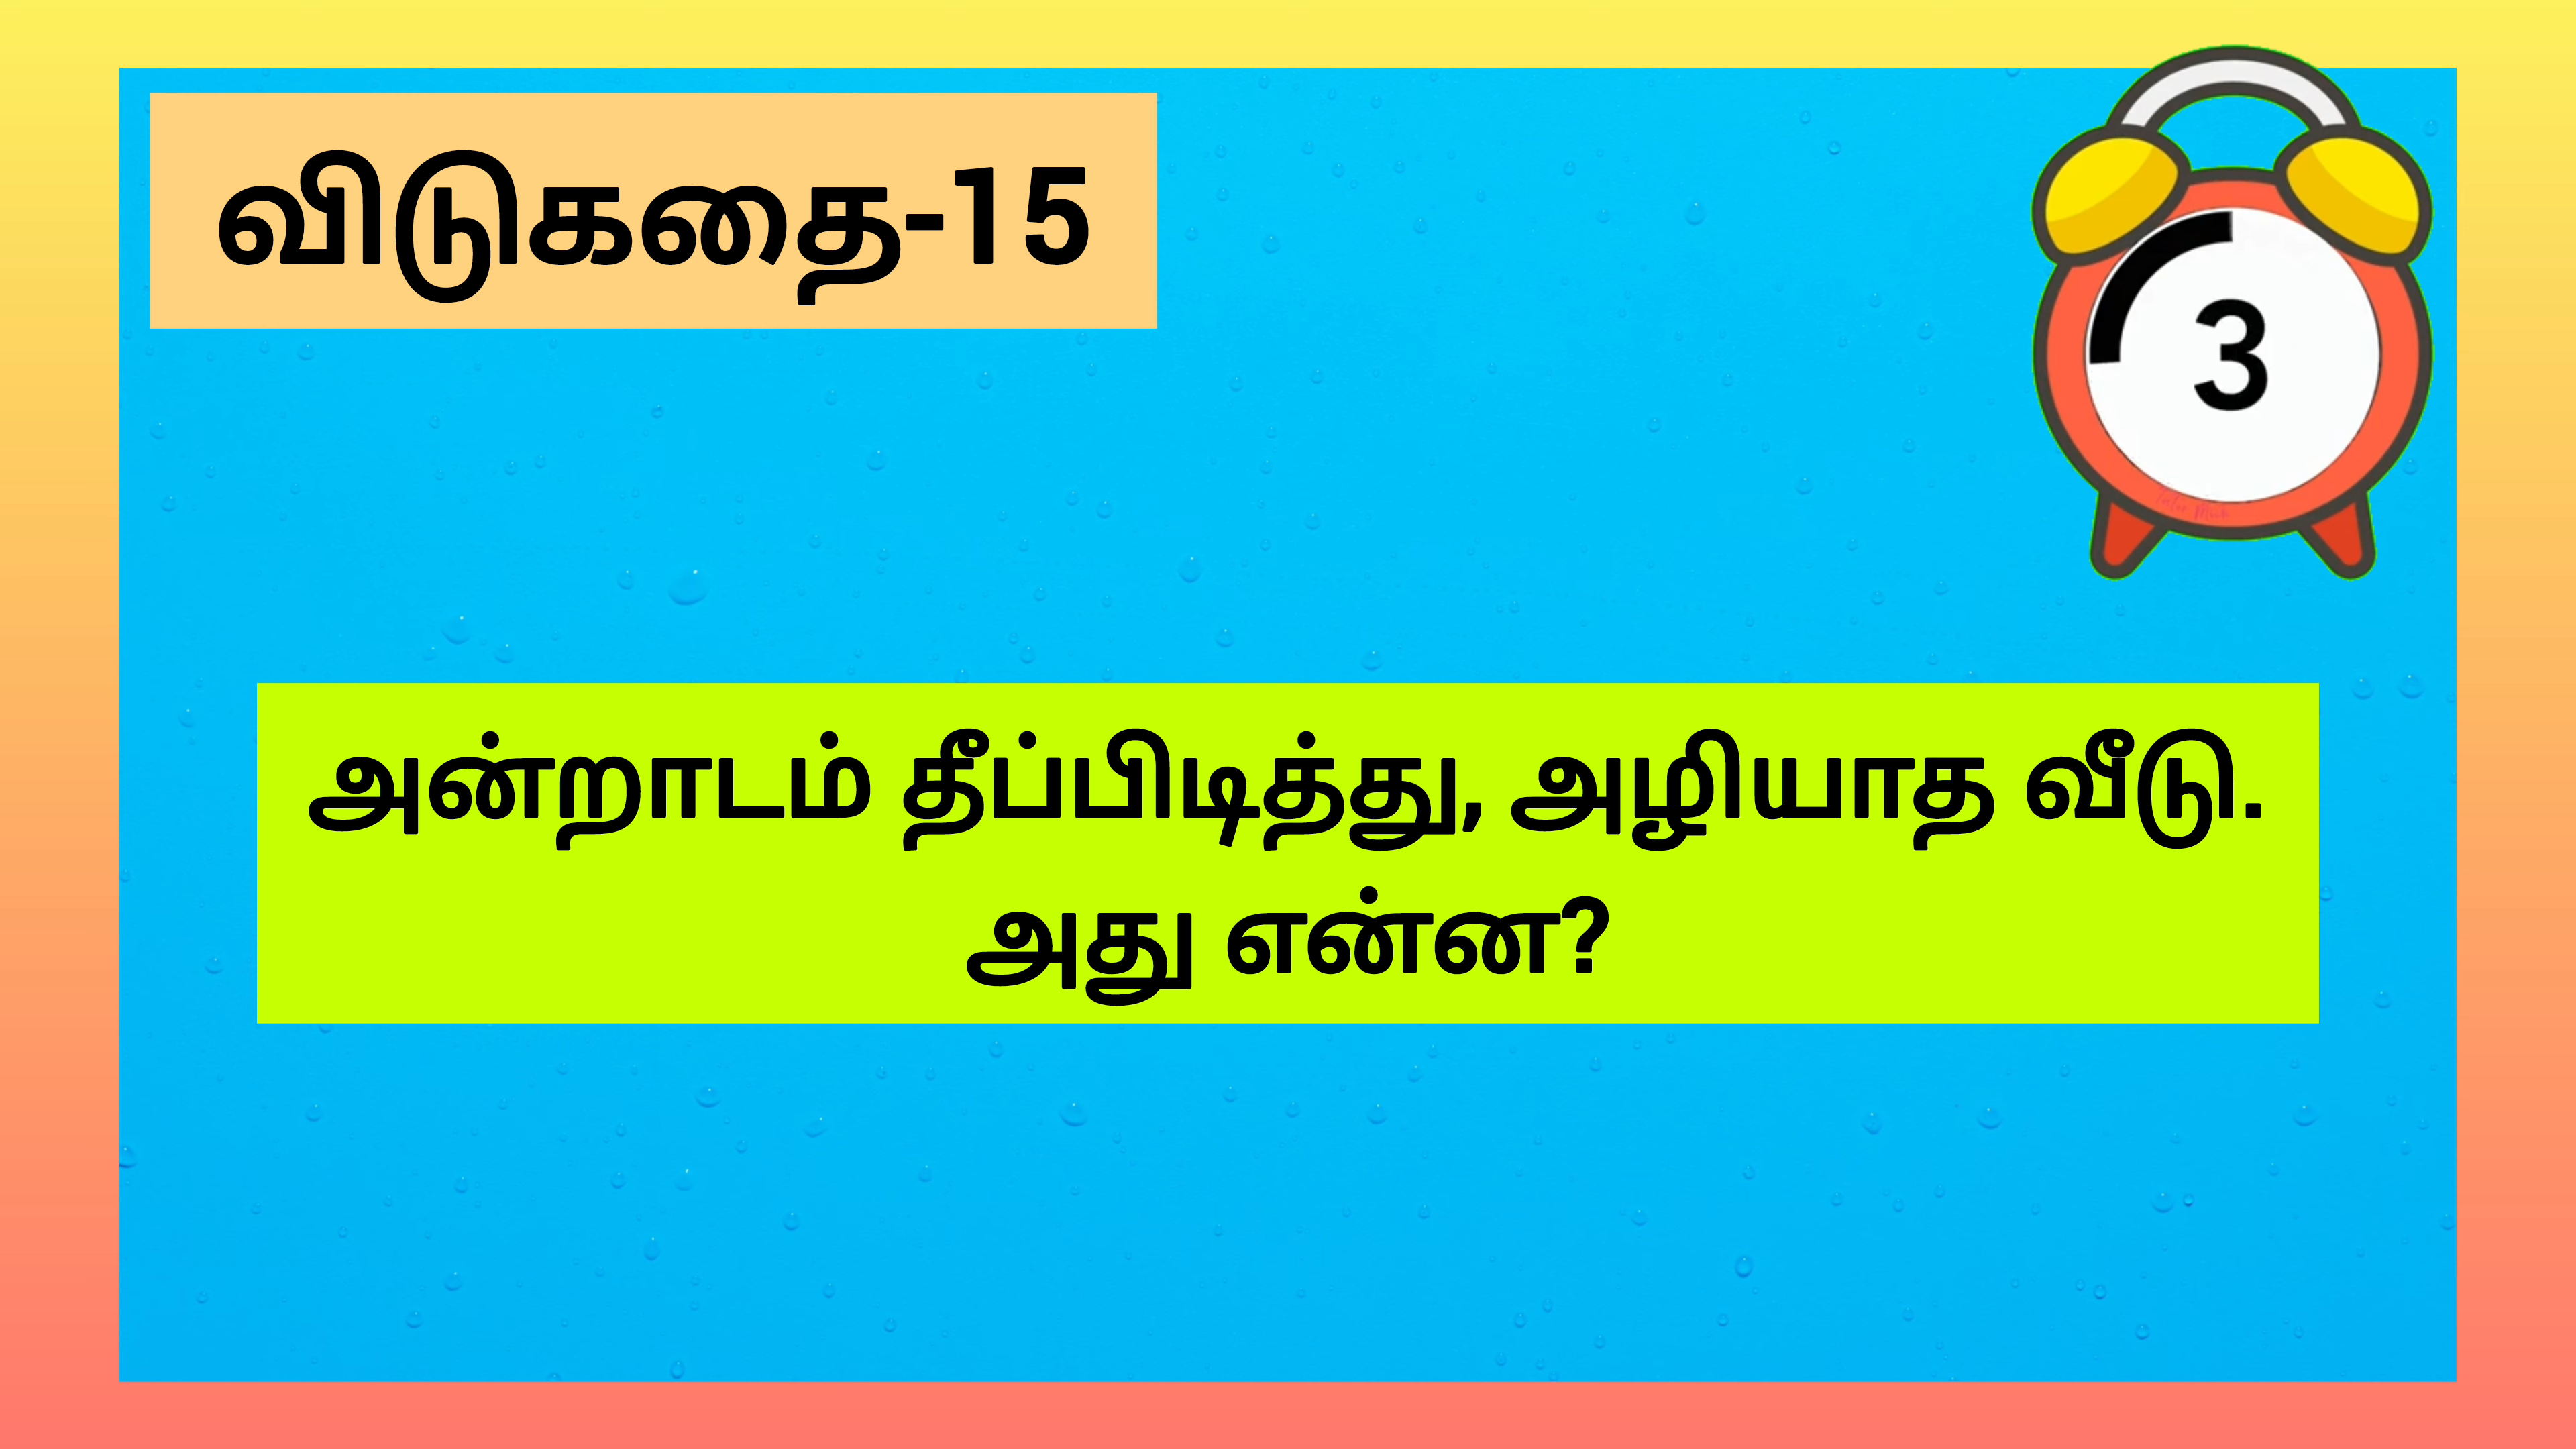 விடுகதை-15
3
அன்றாடம் தீப்பிடித்து, அழியாத வீடு.
அது என்ன?